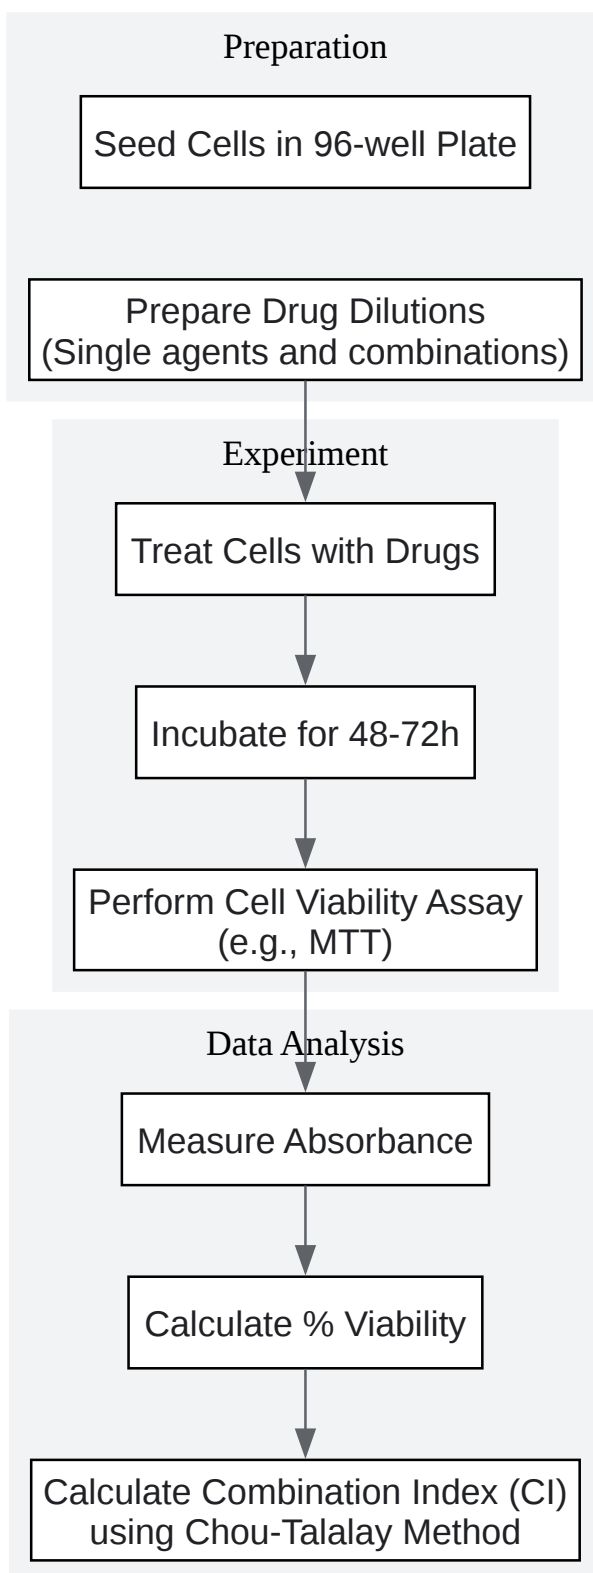 Preparation
Seed Cells in 96-well Plate
Prepare Drug Dilutions
(Single agents and combinations)
Experiment
Treat Cells with Drugs
Incubate for 48-72h
Perform Cell Viability Assay
(e.g., MTT)
Data Analysis
Measure Absorbance
Calculate % Viability
Calculate Combination Index (CI)
using Chou-Talalay Method